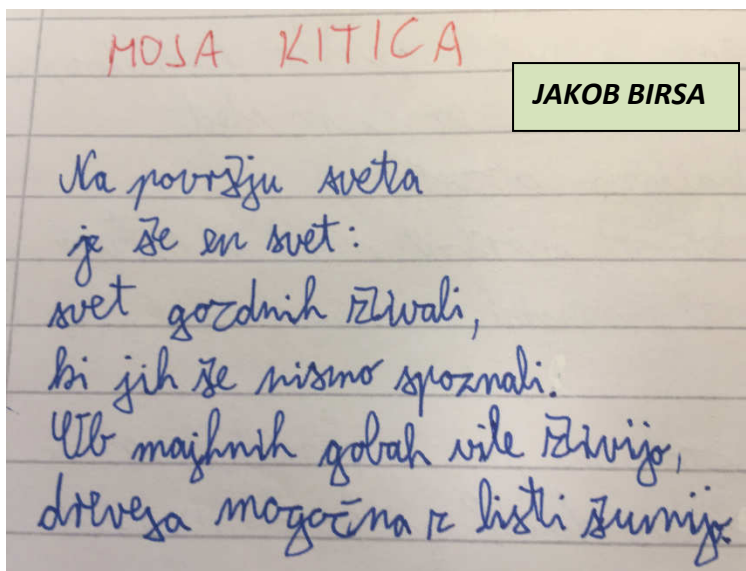 MOJA KITICA
JAKOB BIRSA
Na površju sveta
je še en svet:
svet gozdnih živali,
ki jih še nismo spoznali.
Ob majhnih gobah vile živijo,
drevesa mogočna z listi šumijo.